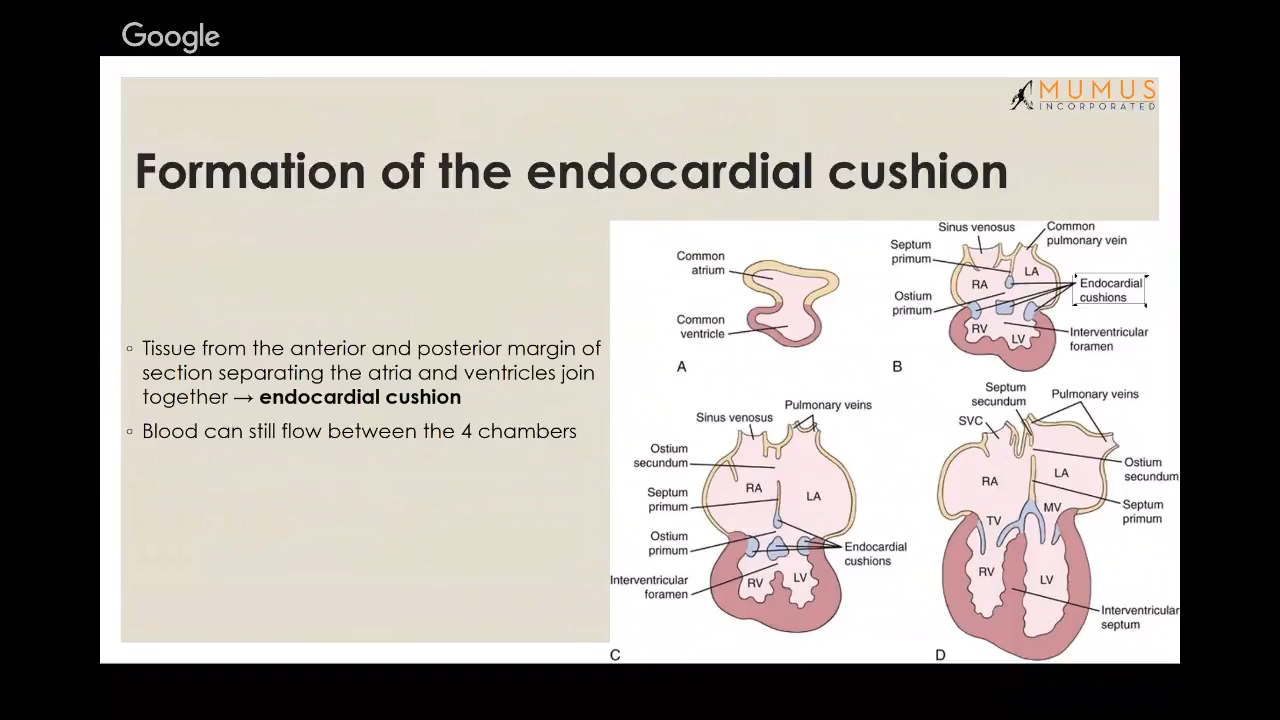 Google
MUMUS
INCORPORATED
Formation of the endocardial cushion
◦ Tissue from the anterior and posterior margin of
section separating the atria and ventricles join
together → endocardial cushion
◦ Blood can still flow between the 4 chambers
Common
atrium
Common
ventricle
A
Sinus venosus
Common
pulmonary vein
Septum
primum
LA
RA
Endocardial
cushions
Ostium
primum
RV
LV
Interventricular
foramen
B
Sinus venosus
Pulmonary veins
Ostium
secundum
RA
LA
Septum
primum
Ostium
primum
Endocardial
cushions
Interventricular
foramen
RV
LV
C
Septum
secundum
Pulmonary veins
SVC
Ostium
secundum
RA
LA
Septum
primum
TV
MV
RV
LV
Interventricular
septum
D